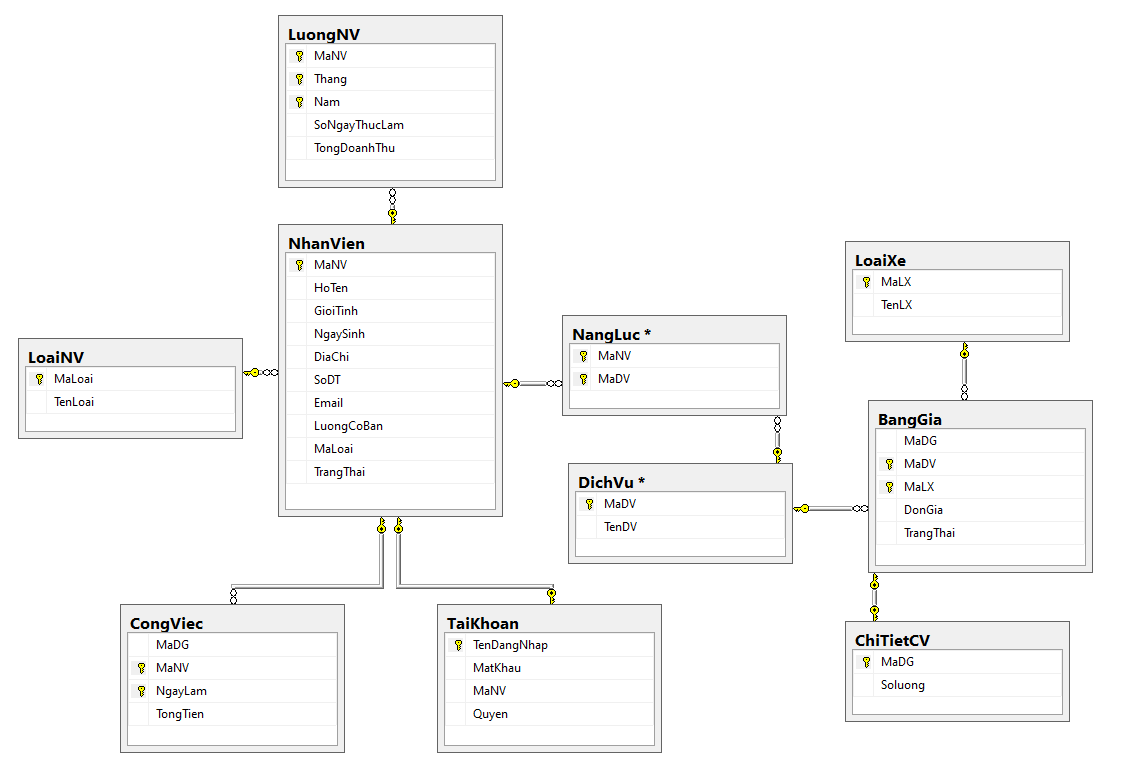 LuongNV
MaNV
Thang
Nam
SoNgayThucLam
TongDoanhThu
NhanVien
MaNV
HoTen
GioiTinh
NgaySinh
DiaChi
SoDT
Email
LuongCoBan
MaLoai
TrangThai
LoaiNV
MaLoai
TenLoai
NangLuc *
MaNV
MaDV
DichVu *
MaDV
TenDV
LoaiXe
MaLX
TenLX
BangGia
MaDG
MaDV
MaLX
DonGia
TrangThai
CongViec
MaDG
MaNV
NgayLam
TongTien
TaiKhoan
TenDangNhap
MatKhau
MaNV
Quyen
ChiTietCV
MaDG
Soluong